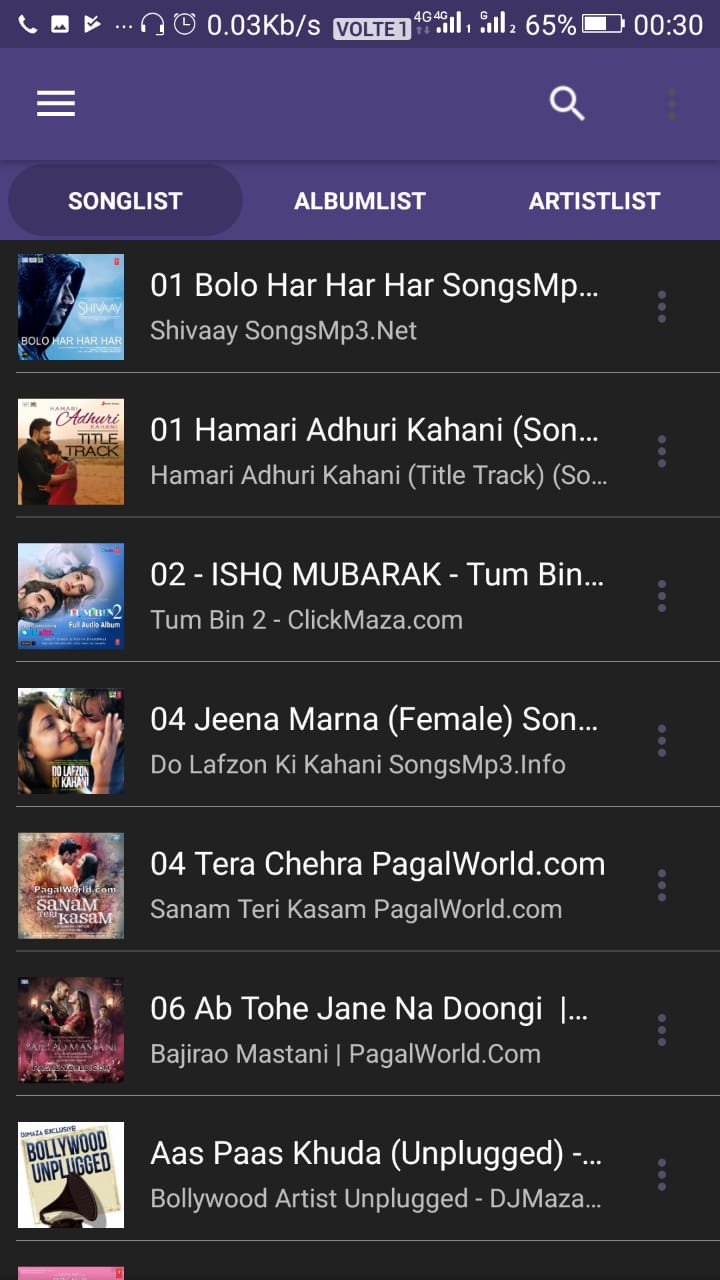 ... 0.03Kb/s VOLTE 1 4G 4G 1 G 2 65% 00:30
SONGLIST ALBUMLIST ARTISTLIST
SHIVAAY
BOLO HAR HAR HAR
01 Bolo Har Har Har SongsMp...
Shivaay SongsMp3.Net
HAMARI
Adhuri
KAHANI
TITLE
TRACK
01 Hamari Adhuri Kahani (Son...
Hamari Adhuri Kahani (Title Track) (So...
TUM BIN 2
Full Audio Album
02 - ISHQ MUBARAK - Tum Bin...
Tum Bin 2 - ClickMaza.com
DO LAFZON
KI KAHANI
04 Jeena Marna (Female) Son...
Do Lafzon Ki Kahani SongsMp3.Info
PagalWorld.com
SANAM
TERI KASAM
04 Tera Chehra PagalWorld.com
Sanam Teri Kasam PagalWorld.com
BAJIRAO MASTANI
PAGALWORLD.COM
06 Ab Tohe Jane Na Doongi |...
Bajirao Mastani | PagalWorld.Com
DJMAZA EXCLUSIVE
BOLLYWOOD
UNPLUGGED
Aas Paas Khuda (Unplugged) -...
Bollywood Artist Unplugged - DJMaza...